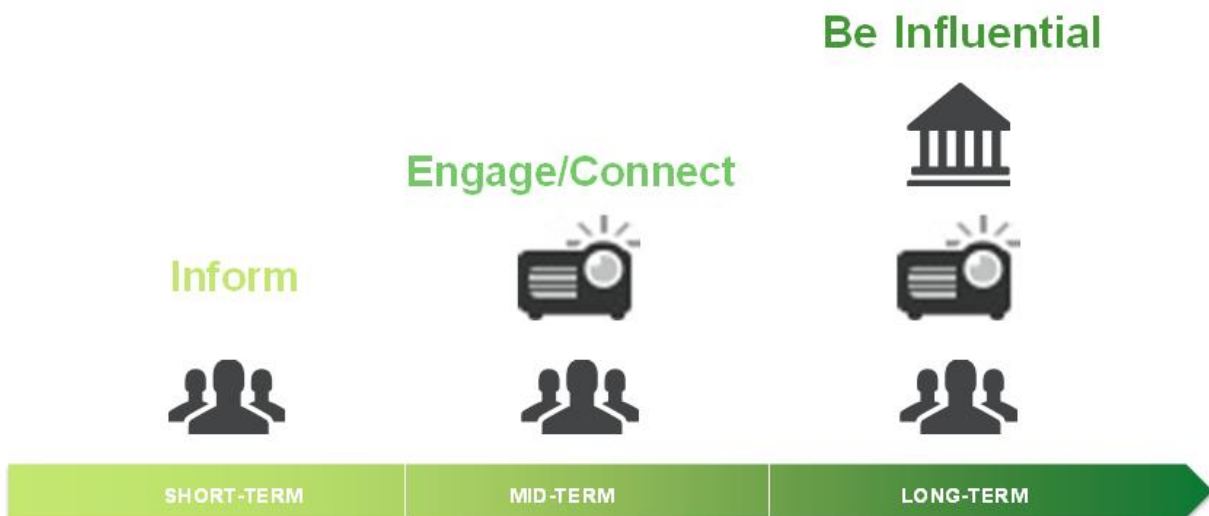 Be Influential
Engage/Connect
Inform
SHORT-TERM
MID-TERM
LONG-TERM